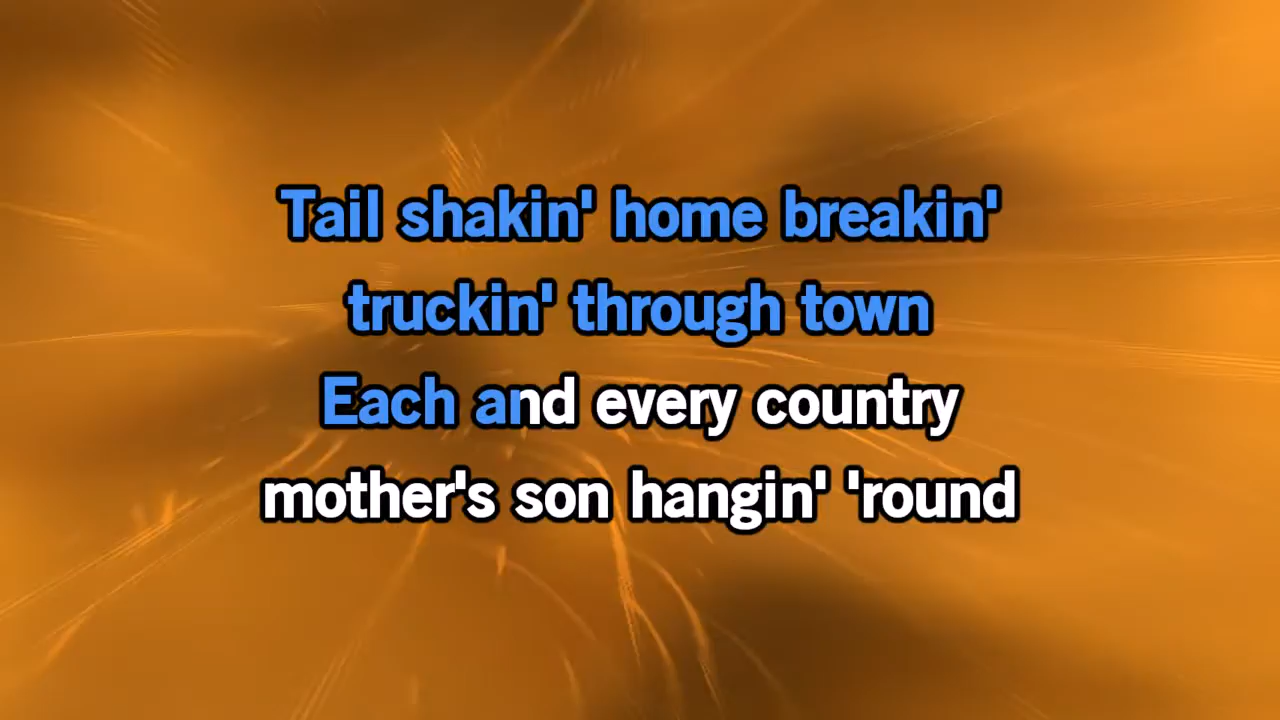 Tail shakin' home breakin'
truckin' through town
Each and every country
mother's son hangin' 'round